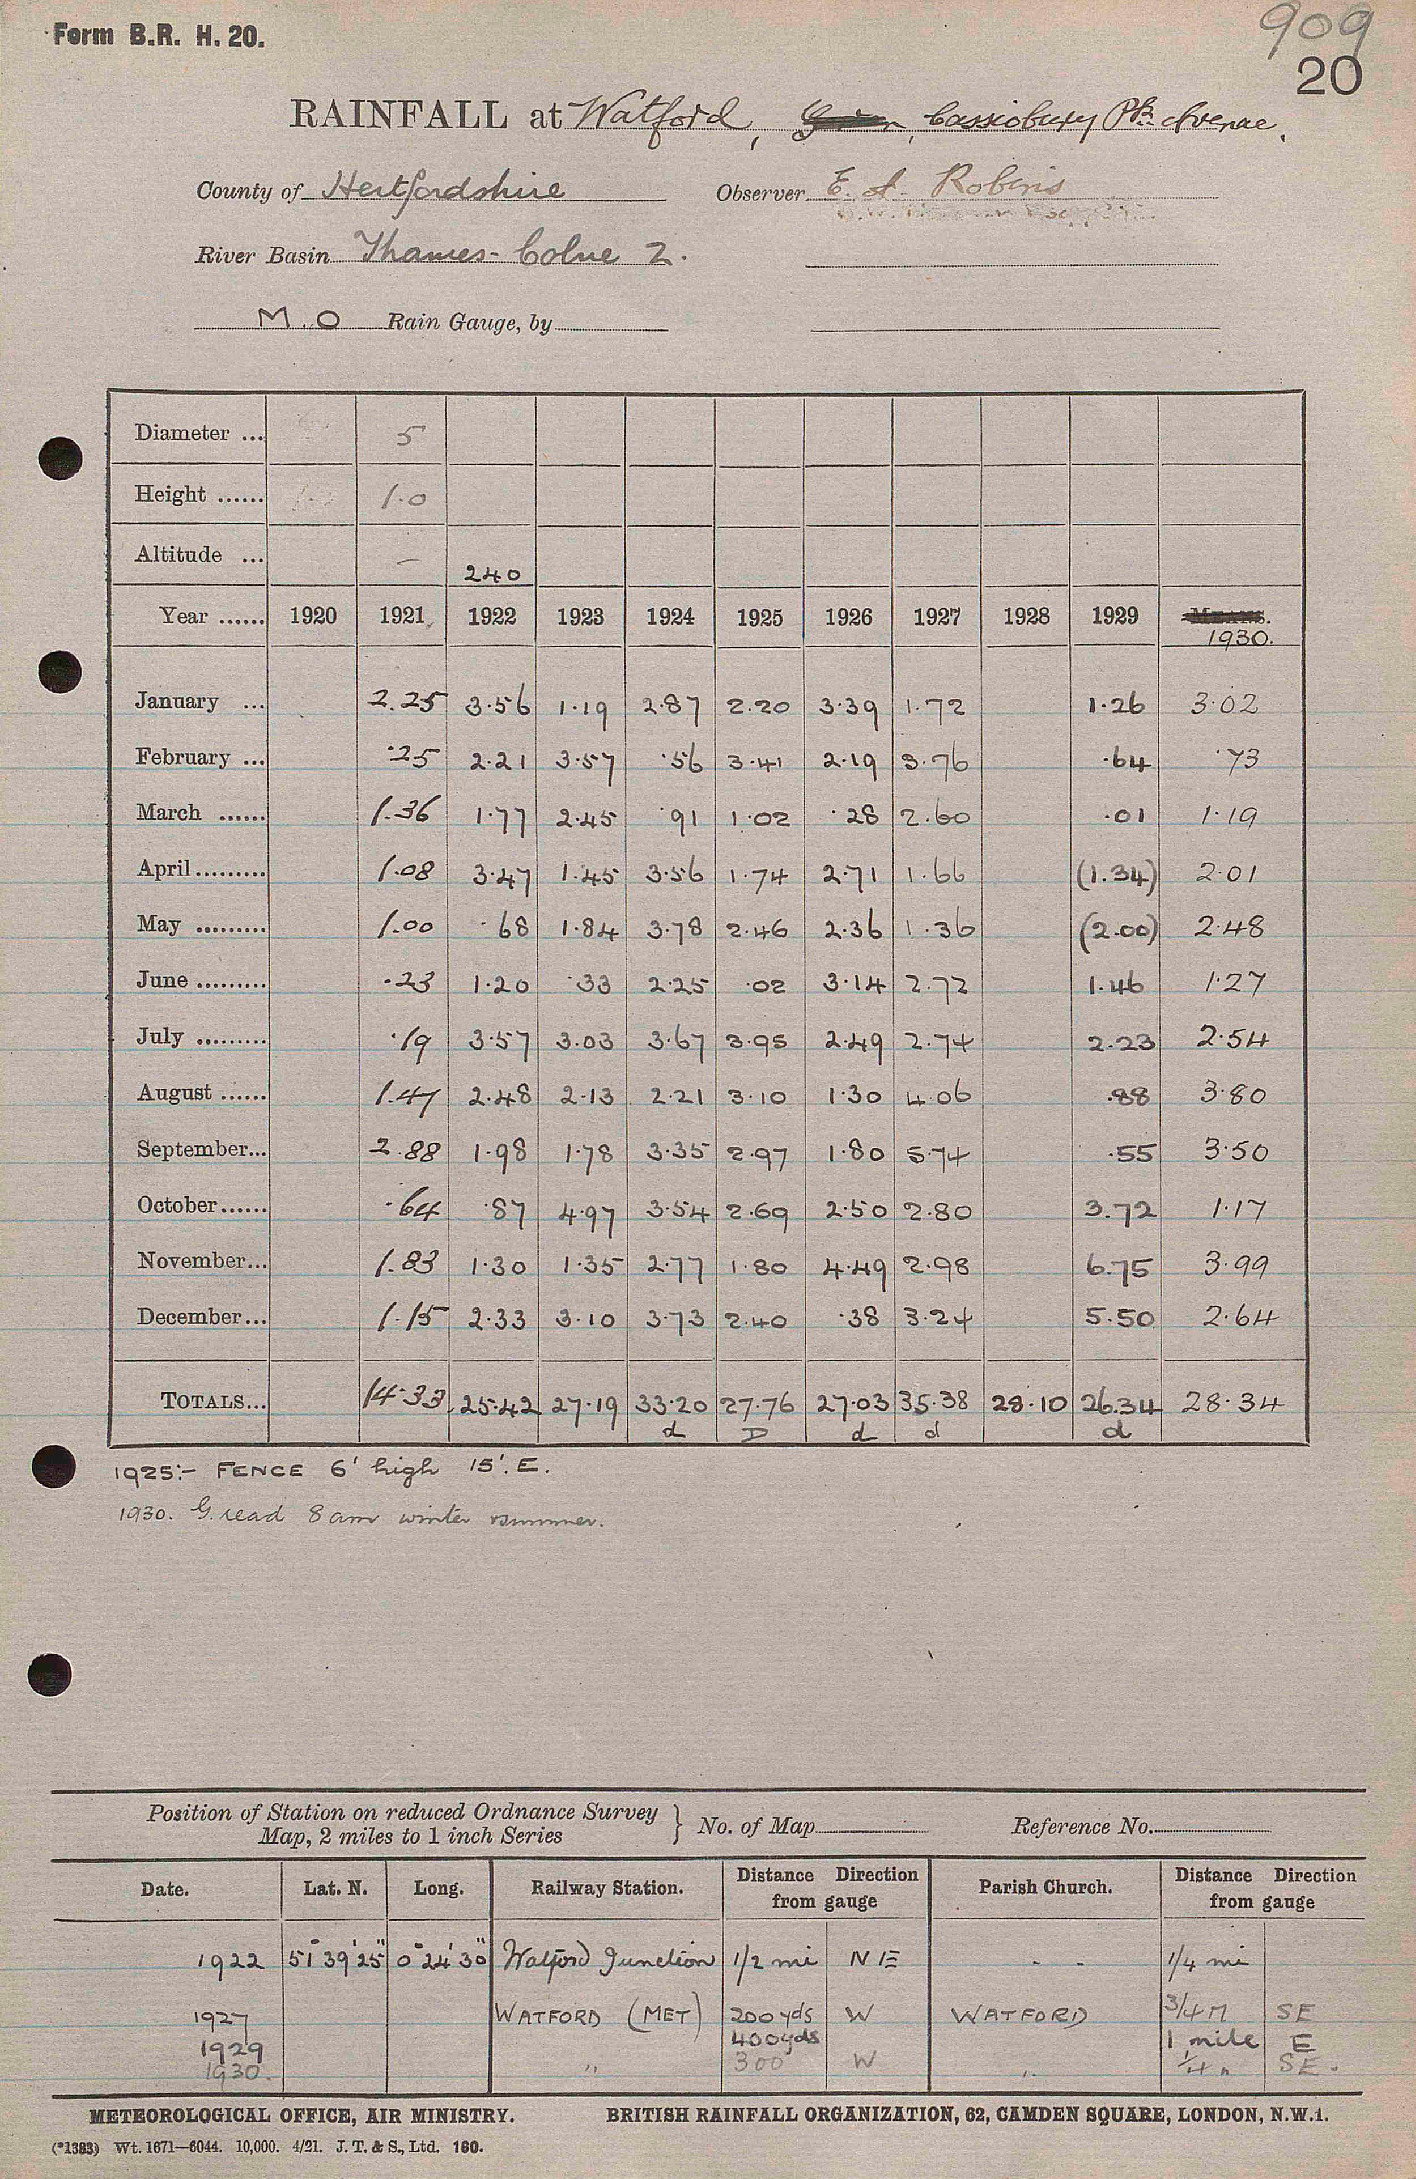 Form B.R. H. 20.
909
20
RAINFALL at Watford, Cassiobury Pk. Avenue.
County of Hertfordshire Observer E. A. Robins
River Basin Thames - Colne 2.
M.O Rain Gauge, by
Diameter ... 5
Height ...... 1.0
Altitude ... — 240
Year ...... 1920 1921 1922 1923 1924 1925 1926 1927 1928 1929 MEANS. 1930.
January ... 2.25 3.56 1.19 2.87 2.20 3.39 1.72 1.26 3.02
February ... .25 2.21 3.57 .56 3.41 2.19 3.76 .64 .73
March ...... 1.36 1.77 2.45 .91 1.02 .28 2.60 .01 1.19
April......... 1.08 3.47 1.45 3.56 1.74 2.71 1.66 (1.34) 2.01
May ......... 1.00 .68 1.84 3.78 2.46 2.36 1.36 (2.00) 2.48
June ......... .23 1.20 .33 2.25 .02 3.14 2.72 1.46 1.27
July ......... .19 3.57 3.03 3.67 3.95 2.49 2.74 2.23 2.54
August ...... 1.47 2.48 2.13 2.21 3.10 1.30 4.06 .88 3.80
September... 2.88 1.98 1.78 3.35 2.97 1.80 5.74 .55 3.50
October...... .64 .87 4.97 3.54 2.69 2.50 2.80 3.72 1.17
November... 1.83 1.30 1.35 2.77 1.80 4.49 2.98 6.75 3.99
December... 1.15 2.33 3.10 3.73 2.40 .38 3.24 5.50 2.64
TOTALS... 14.33 25.42 27.19 33.20 27.76 27.03 35.38 28.10 26.34 28.34
d D d d d
1925:- FENCE 6' high 15'. E.
1930. G. read 8 am winter summer.
Position of Station on reduced Ordnance Survey
Map, 2 miles to 1 inch Series } No. of Map Reference No.
Date. Lat. N. Long. Railway Station. Distance Direction from gauge Parish Church. Distance Direction from gauge
1922 51° 39' 25" 0° 24' 30" Watford Junction 1/2 mi NE - - 1/4 mi
1927 WATFORD (MET) 200 yds W WATFORD 3/4 M SE
1929 400 yds 1 mile E
1930. " 300 W " 1/4 " SE.
METEOROLOGICAL OFFICE, AIR MINISTRY. BRITISH RAINFALL ORGANIZATION, 62, CAMDEN SQUARE, LONDON, N.W.1.
(*1383) Wt. 1671—6044. 10,000. 4/21. J. T. & S., Ltd. 160.